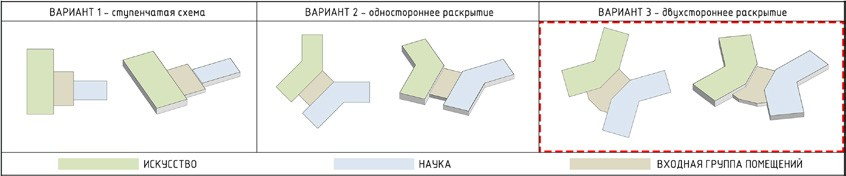 ВАРИАНТ 1 - ступенчатая схема
ВАРИАНТ 2 - одностороннее раскрытие
ВАРИАНТ 3 - двухстороннее раскрытие
ИСКУССТВО
НАУКА
ВХОДНАЯ ГРУППА ПОМЕЩЕНИЙ